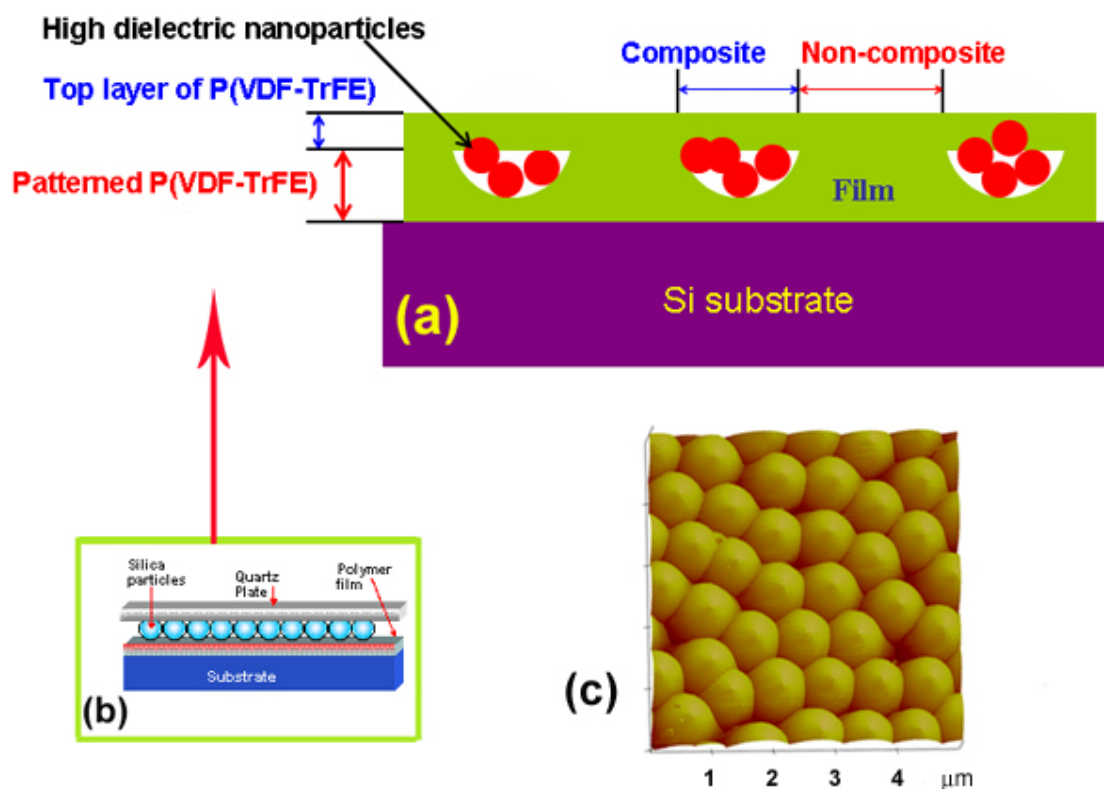 High dielectric nanoparticles
Top layer of P(VDF-TrFE)
Patterned P(VDF-TrFE)
Composite
Non-composite
Film
(a)
Si substrate
Silica
particles
Quartz
Plate
Polymer
film
Substrate
(b)
(c)
1 2 3 4 μm